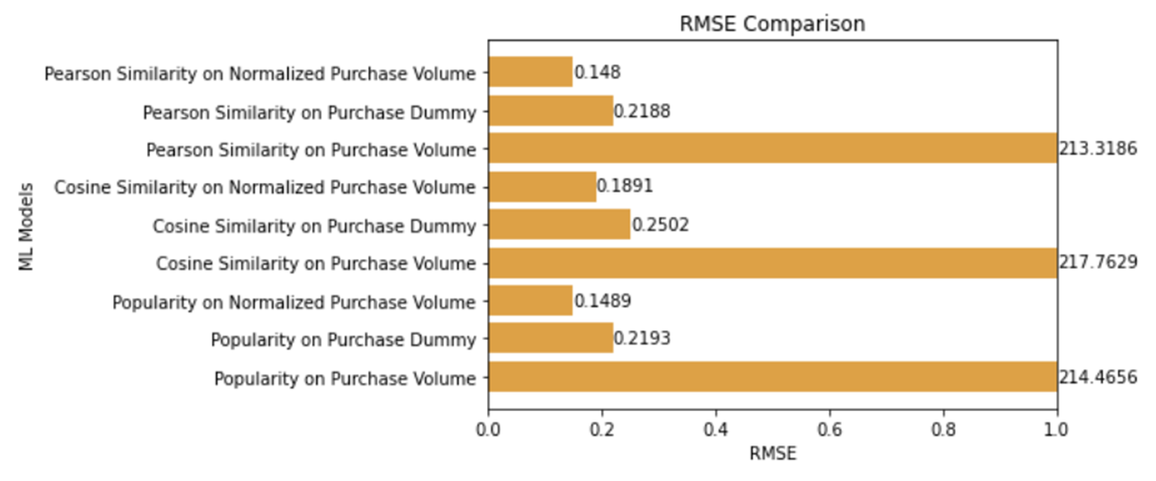 RMSE Comparison
Pearson Similarity on Normalized Purchase Volume 0.148
Pearson Similarity on Purchase Dummy 0.2188
Pearson Similarity on Purchase Volume 213.3186
Cosine Similarity on Normalized Purchase Volume 0.1891
Cosine Similarity on Purchase Dummy 0.2502
Cosine Similarity on Purchase Volume 217.7629
Popularity on Normalized Purchase Volume 0.1489
Popularity on Purchase Dummy 0.2193
Popularity on Purchase Volume 214.4656
ML Models
0.0 0.2 0.4 0.6 0.8 1.0
RMSE